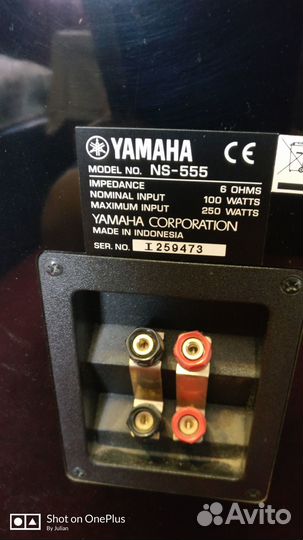 YAMAHA CE
MODEL NO. NS-555
IMPEDANCE 6 OHMS
NOMINAL INPUT 100 WATTS
MAXIMUM INPUT 250 WATTS
YAMAHA CORPORATION
MADE IN INDONESIA
SER. NO. I 259473
Shot on OnePlus
By Julian
Avito